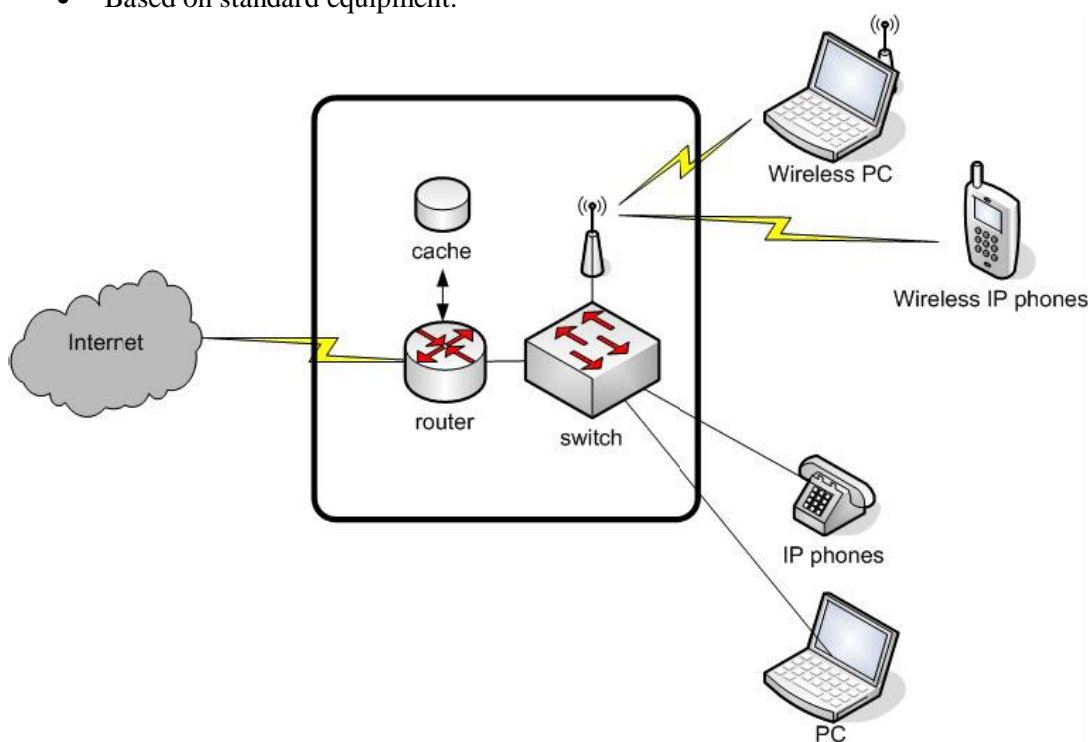 • Based on standard equipment.
Wireless PC
cache
Wireless IP phones
Internet
router
switch
IP phones
PC